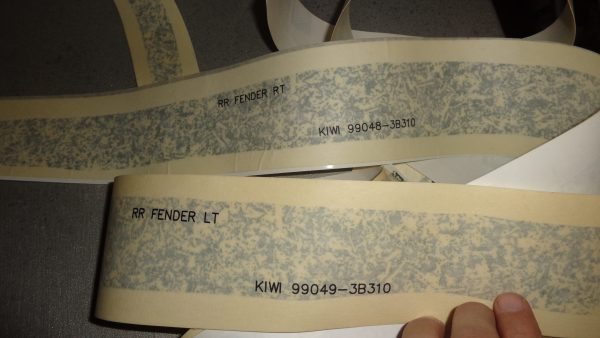 RR FENDER RT
KIWI 99048-3B310
RR FENDER LT
KIWI 99049-3B310